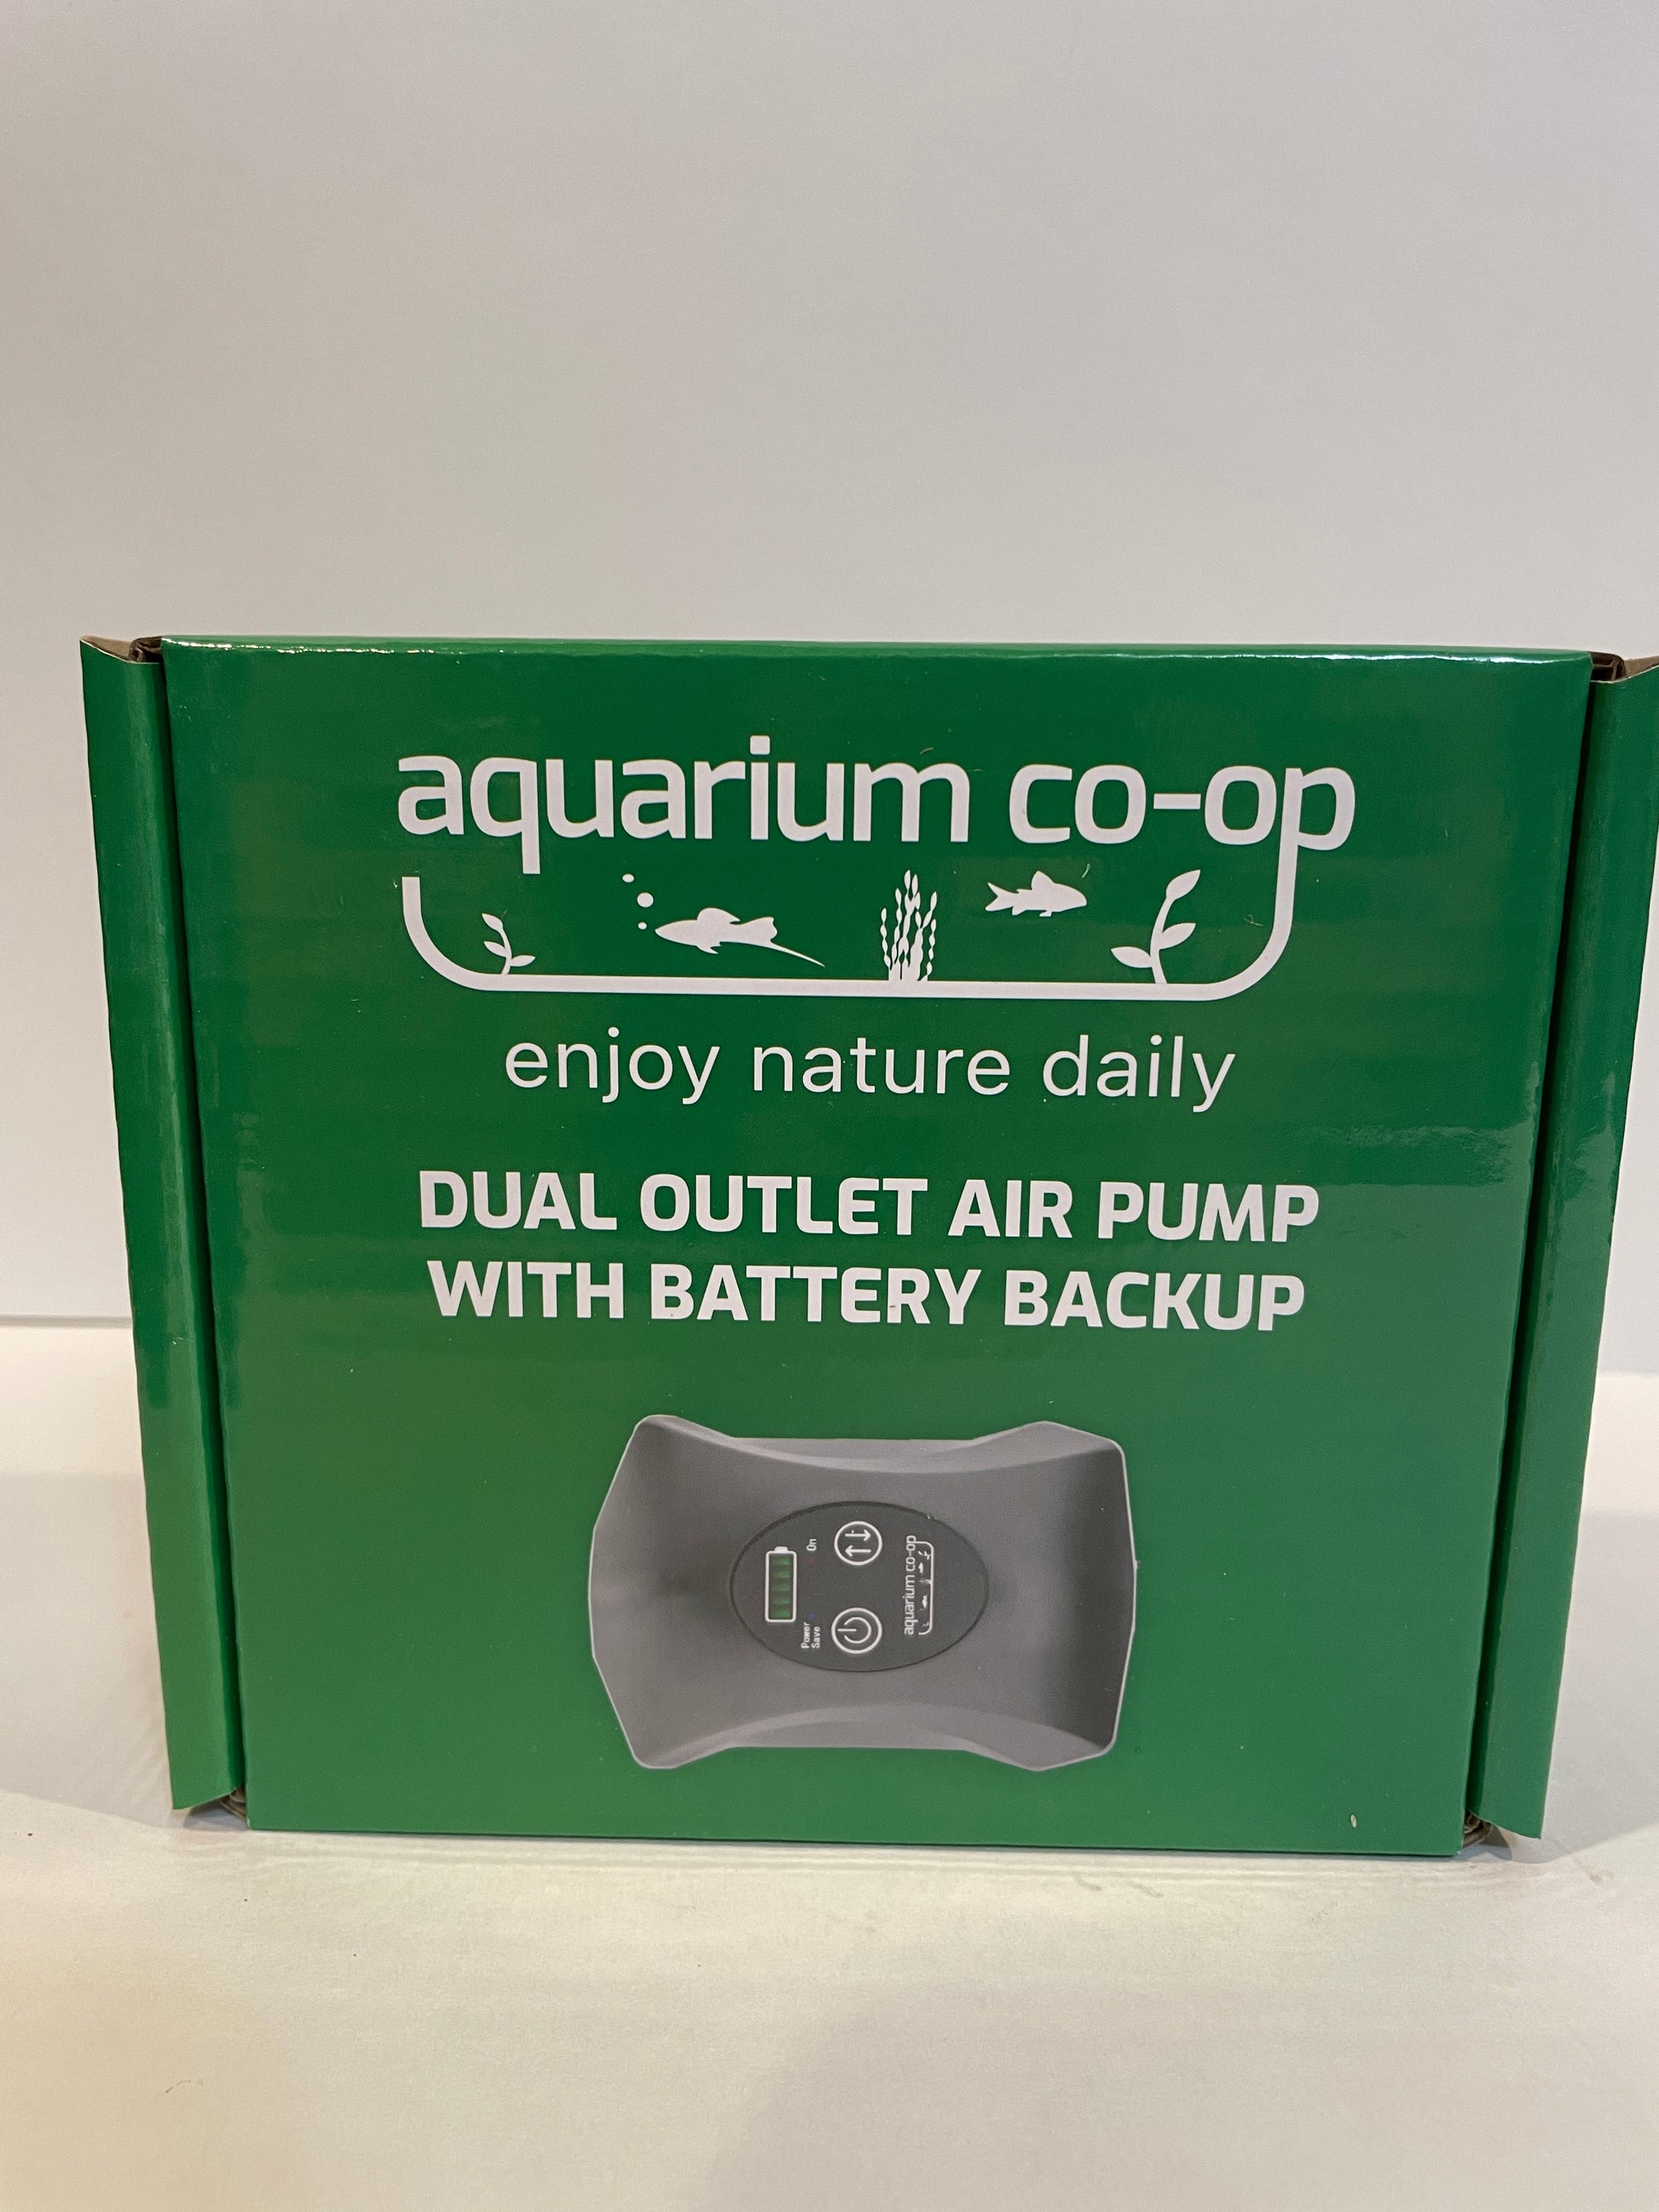 aquarium co-op
enjoy nature daily
DUAL OUTLET AIR PUMP
WITH BATTERY BACKUP
Power
Save
On
aquarium co-op